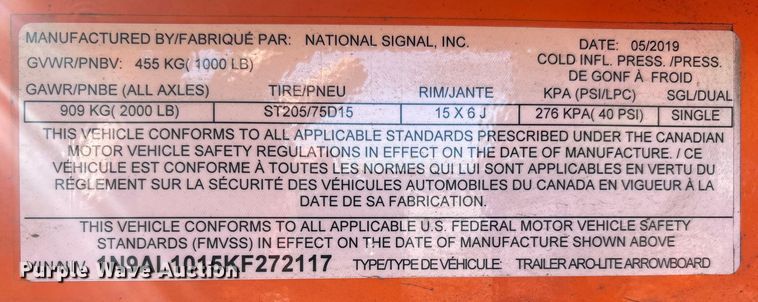 MANUFACTURED BY/FABRIQUÉ PAR: NATIONAL SIGNAL, INC. DATE: 05/2019
GVWR/PNBV: 455 KG( 1000 LB) COLD INFL. PRESS. /PRESS.
DE GONF À FROID
GAWR/PNBE (ALL AXLES) TIRE/PNEU RIM/JANTE KPA (PSI/LPC) SGL/DUAL
909 KG( 2000 LB) ST205/75D15 15 X 6 J 276 KPA( 40 PSI) SINGLE
THIS VEHICLE CONFORMS TO ALL APPLICABLE STANDARDS PRESCRIBED UNDER THE CANADIAN
MOTOR VEHICLE SAFETY REGULATIONS IN EFFECT ON THE DATE OF MANUFACTURE. / CE
VÉHICULE EST CONFORME À TOUTES LES NORMES QUI LUI SONT APPLICABLES EN VERTU DU
RÉGLEMENT SUR LA SÉCURITÉ DES VÉHICULES AUTOMOBILES DU CANADA EN VIGUEUR À LA
DATE DE SA FABRICATION.
THIS VEHICLE CONFORMS TO ALL APPLICABLE U.S. FEDERAL MOTOR VEHICLE SAFETY
STANDARDS (FMVSS) IN EFFECT ON THE DATE OF MANUFACTURE SHOWN ABOVE
1N9AL1015KF272117 TYPE/TYPE DE VÉHICULE: TRAILER ARO-LITE ARROWBOARD
Purple Wave Auction